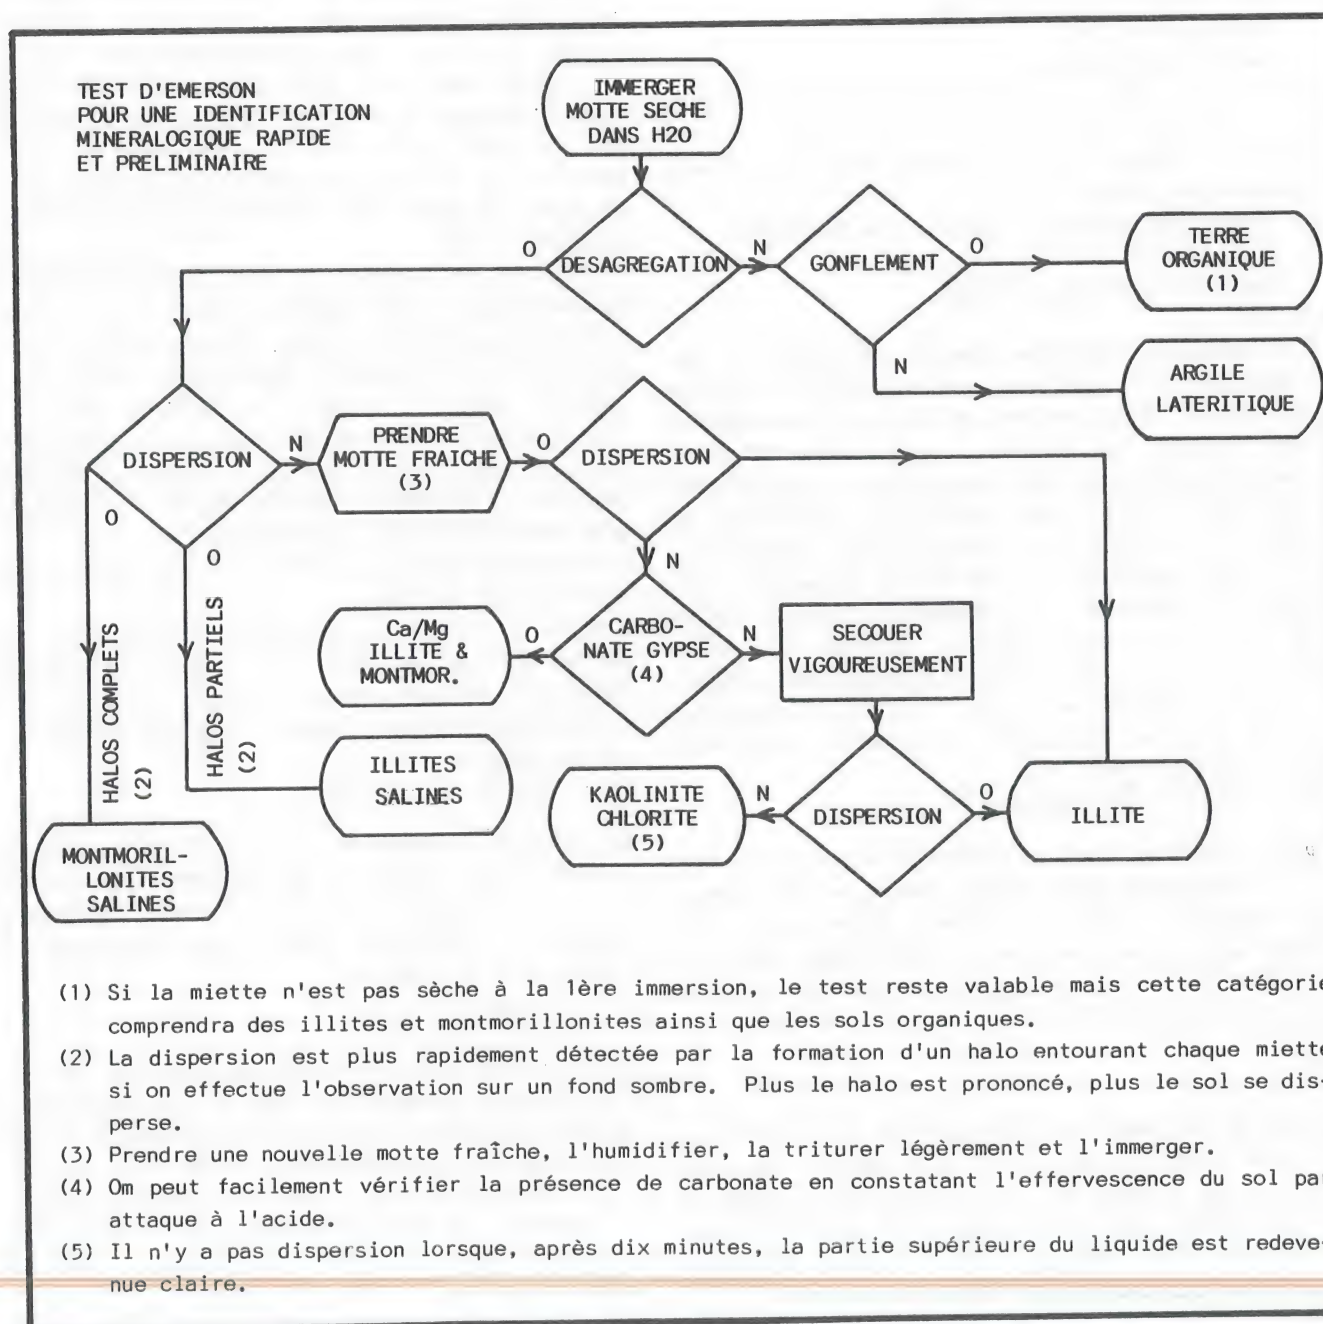 TEST D'EMERSON
POUR UNE IDENTIFICATION
MINERALOGIQUE RAPIDE
ET PRELIMINAIRE
IMMERGER
MOTTE SECHE
DANS H2O
DESAGREGATION
O
N
GONFLEMENT
O
N
TERRE
ORGANIQUE
(1)
ARGILE
LATERITIQUE
DISPERSION
N
O
O
PRENDRE
MOTTE FRAICHE
(3)
O
DISPERSION
N
HALOS COMPLETS
(2)
HALOS PARTIELS
(2)
Ca/Mg
ILLITE &
MONTMOR.
O
CARBO-
NATE GYPSE
(4)
N
SECOUER
VIGOUREUSEMENT
ILLITES
SALINES
KAOLINITE
CHLORITE
(5)
N
DISPERSION
O
ILLITE
MONTMORIL-
LONITES
SALINES
(1) Si la miette n'est pas sèche à la 1ère immersion, le test reste valable mais cette catégorie
comprendra des illites et montmorillonites ainsi que les sols organiques.
(2) La dispersion est plus rapidement détectée par la formation d'un halo entourant chaque miette
si on effectue l'observation sur un fond sombre. Plus le halo est prononcé, plus le sol se dis-
perse.
(3) Prendre une nouvelle motte fraîche, l'humidifier, la triturer légèrement et l'immerger.
(4) Om peut facilement vérifier la présence de carbonate en constatant l'effervescence du sol pa
attaque à l'acide.
(5) Il n'y a pas dispersion lorsque, après dix minutes, la partie supérieure du liquide est redeve-
nue claire.